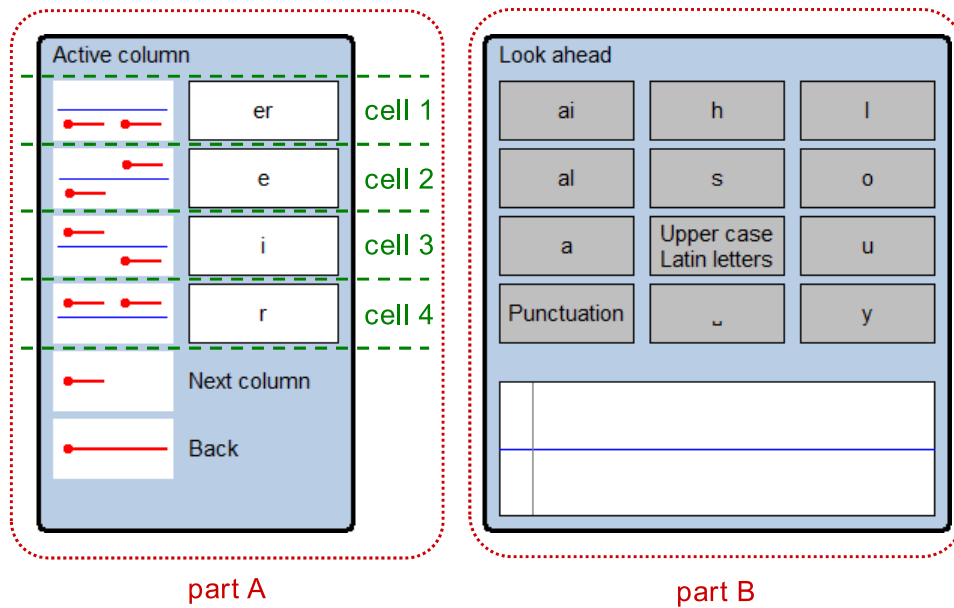 Active column
er
cell 1
e
cell 2
i
cell 3
r
cell 4
Next column
Back
part A
Look ahead
ai h l
al s o
a Upper case Latin letters u
Punctuation ␣ y
part B